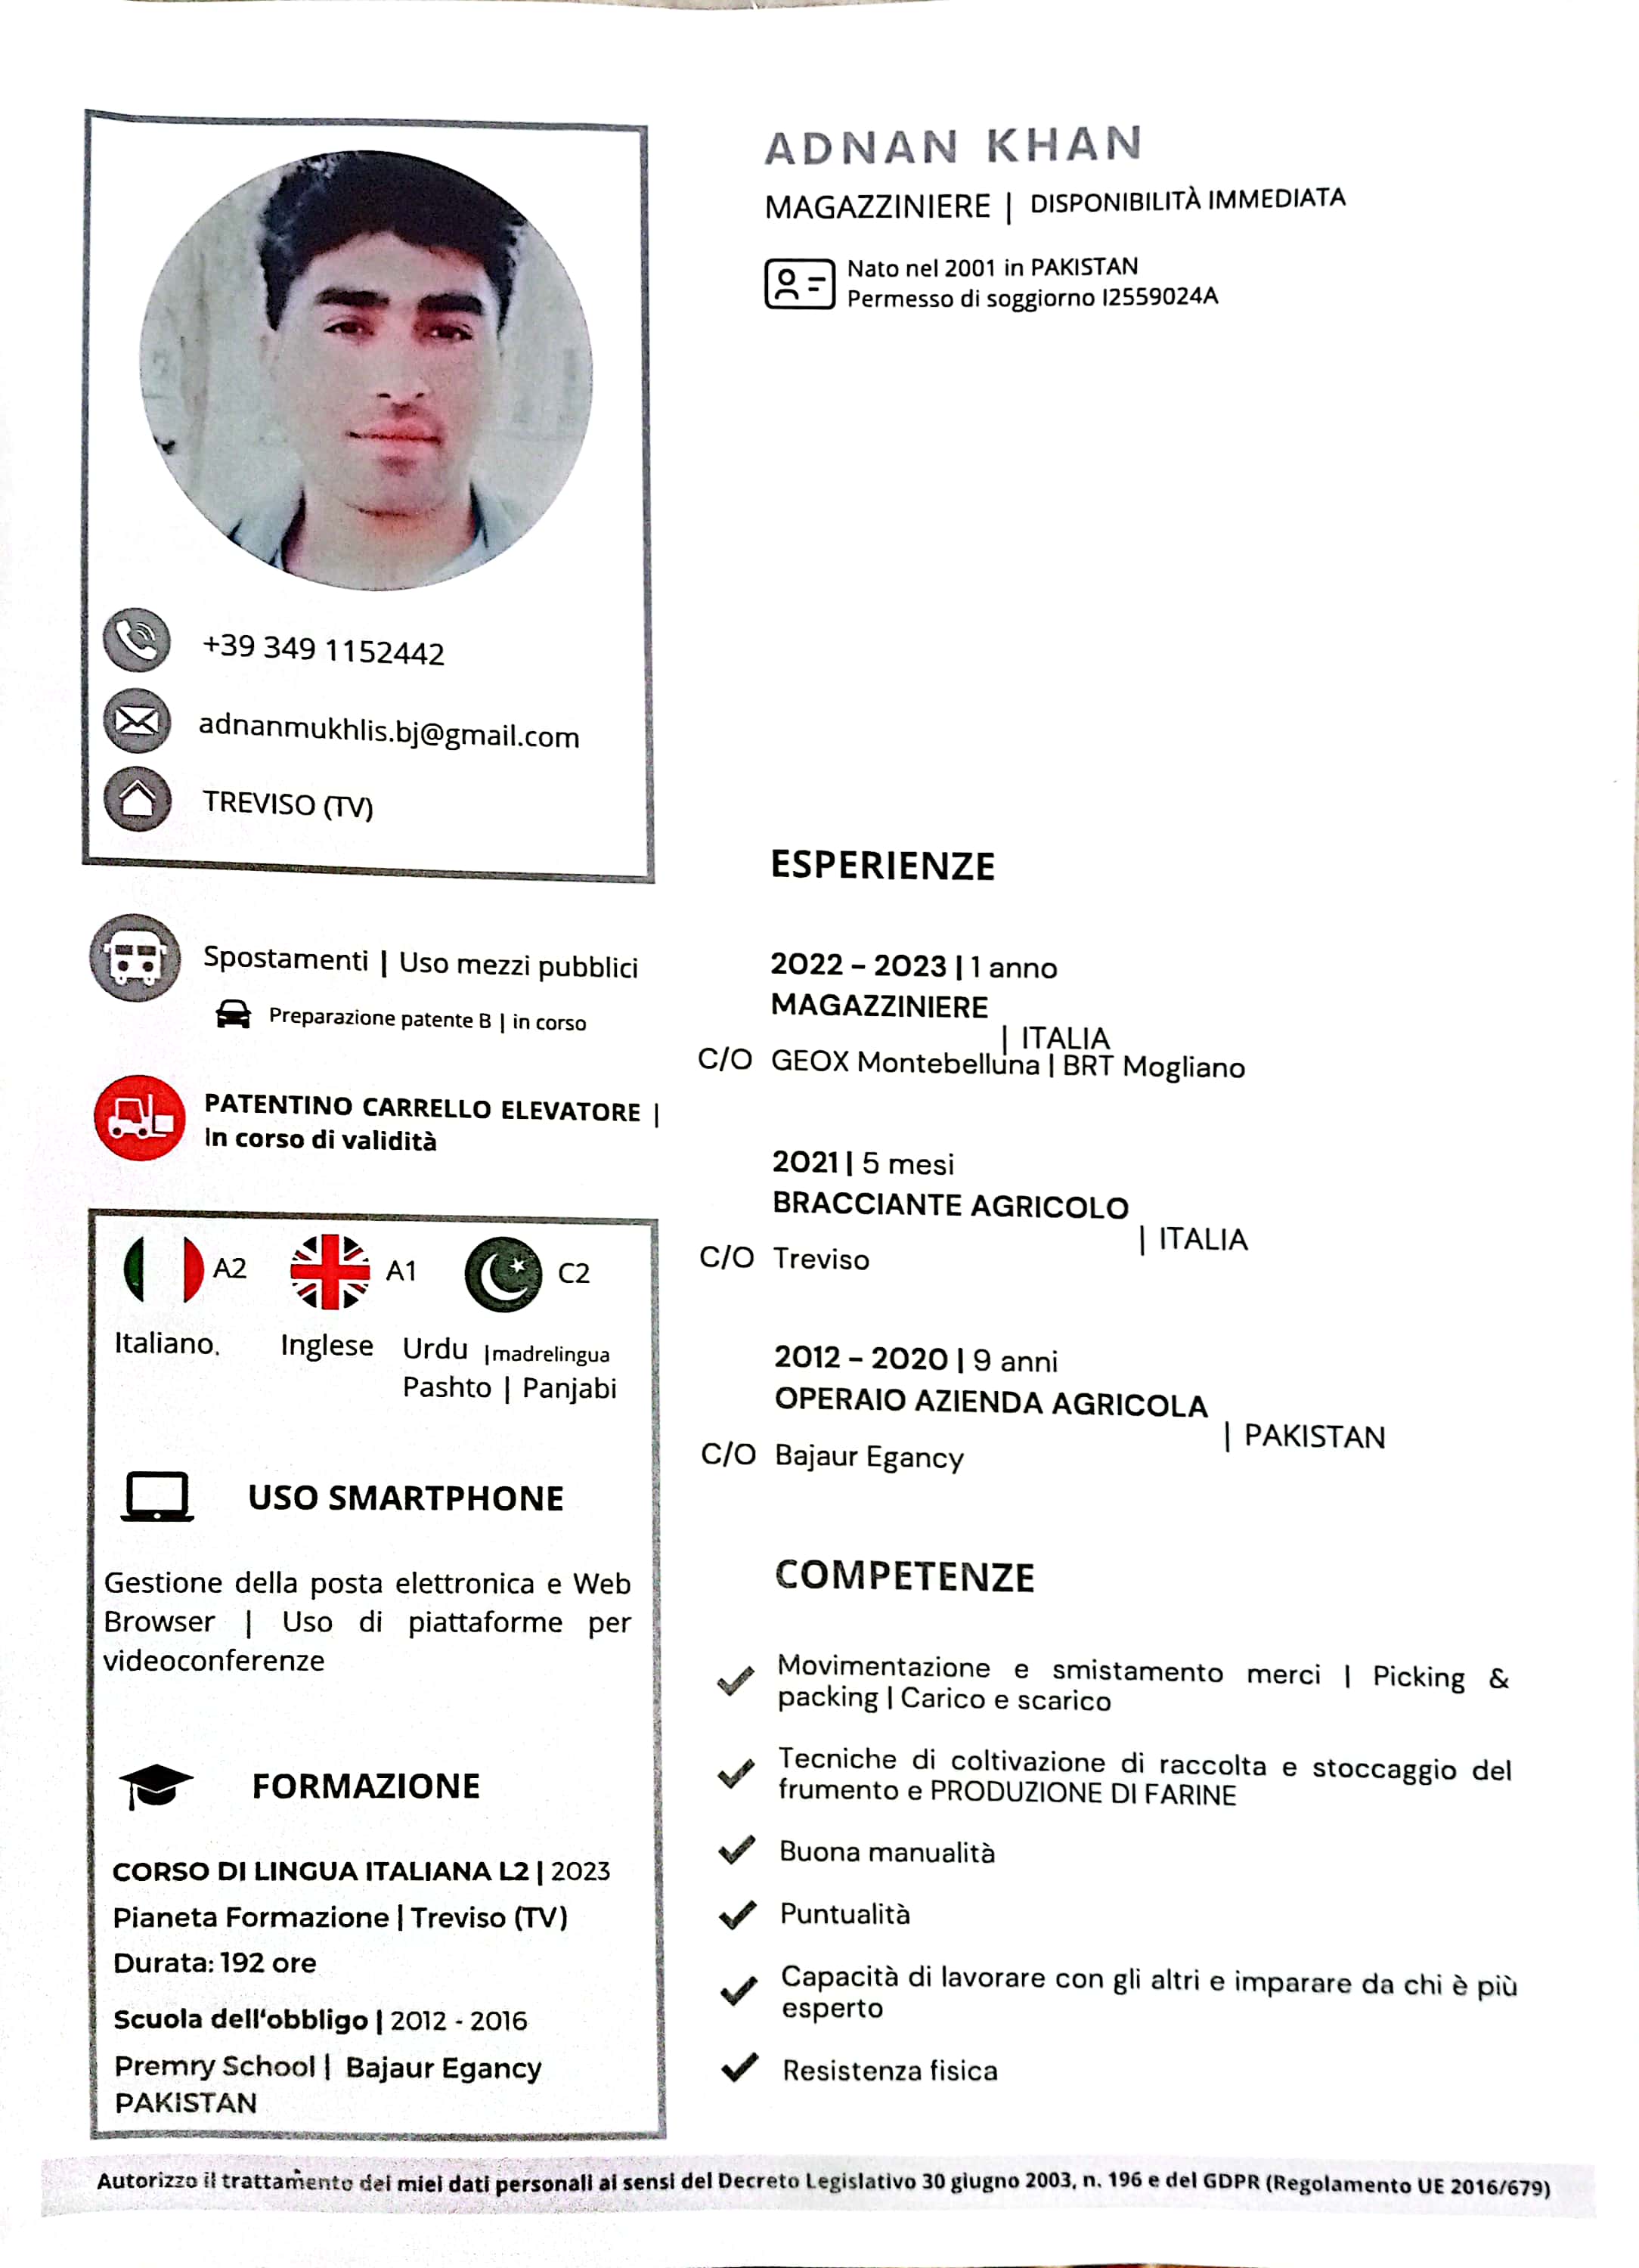 ADNAN KHAN
MAGAZZINIERE | DISPONIBILITÀ IMMEDIATA
Nato nel 2001 in PAKISTAN
Permesso di soggiorno I2559024A
+39 349 1152442
adnanmukhlis.bj@gmail.com
TREVISO (TV)
Spostamenti | Uso mezzi pubblici
Preparazione patente B | in corso
PATENTINO CARRELLO ELEVATORE |
In corso di validità
A2 A1 C2
Italiano. Inglese Urdu |madrelingua
Pashto | Panjabi
USO SMARTPHONE
Gestione della posta elettronica e Web
Browser | Uso di piattaforme per
videoconferenze
FORMAZIONE
CORSO DI LINGUA ITALIANA L2 | 2023
Pianeta Formazione | Treviso (TV)
Durata: 192 ore
Scuola dell'obbligo | 2012 - 2016
Premry School | Bajaur Egancy
PAKISTAN
ESPERIENZE
2022 – 2023 | 1 anno
MAGAZZINIERE
| ITALIA
C/O GEOX Montebelluna | BRT Mogliano
2021 | 5 mesi
BRACCIANTE AGRICOLO
| ITALIA
C/O Treviso
2012 – 2020 | 9 anni
OPERAIO AZIENDA AGRICOLA
| PAKISTAN
C/O Bajaur Egancy
COMPETENZE
Movimentazione e smistamento merci | Picking &
packing | Carico e scarico
Tecniche di coltivazione di raccolta e stoccaggio del
frumento e PRODUZIONE DI FARINE
Buona manualità
Puntualità
Capacità di lavorare con gli altri e imparare da chi è più
esperto
Resistenza fisica
Autorizzo il trattamento dei miei dati personali ai sensi del Decreto Legislativo 30 giugno 2003, n. 196 e del GDPR (Regolamento UE 2016/679)